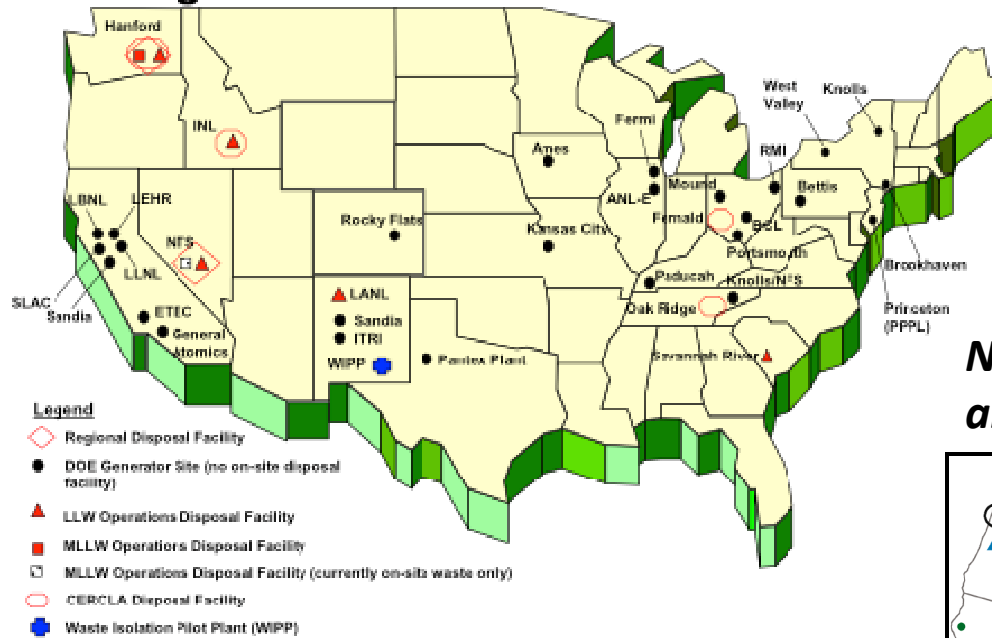 Hanford
INL
LBNL
LEHR
NTS
LLNL
SLAC
Sandia
ETEC
General
Atomics
Rocky Flats
LANL
Sandia
ITRI
WIPP
Pantex Plant
Ames
Kansas City
Fermi
ANL-E
Mound
Fernald
RMI
BCL
Portsmouth
Paducah
Oak Ridge
Savannah River
West
Valley
Knolls
Bettis
Brookhaven
Princeton
(PPPL)
Legend
Regional Disposal Facility
DOE Generator Site (no on-site disposal
facility)
LLW Operations Disposal Facility
MLLW Operations Disposal Facility
MLLW Operations Disposal Facility (currently on-site waste only)
CERCLA Disposal Facility
Waste Isolation Pilot Plant (WIPP)